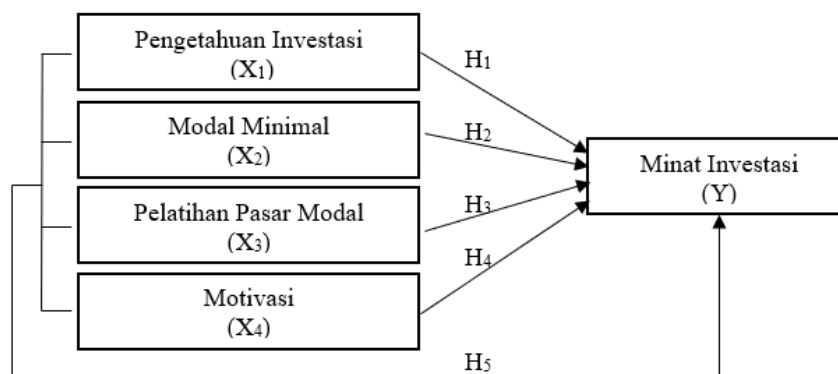 Pengetahuan Investasi
(X₁)
H₁
Modal Minimal
(X₂)
H₂
Minat Investasi
(Y)
Pelatihan Pasar Modal
(X₃)
H₃
H₄
Motivasi
(X₄)
H₅